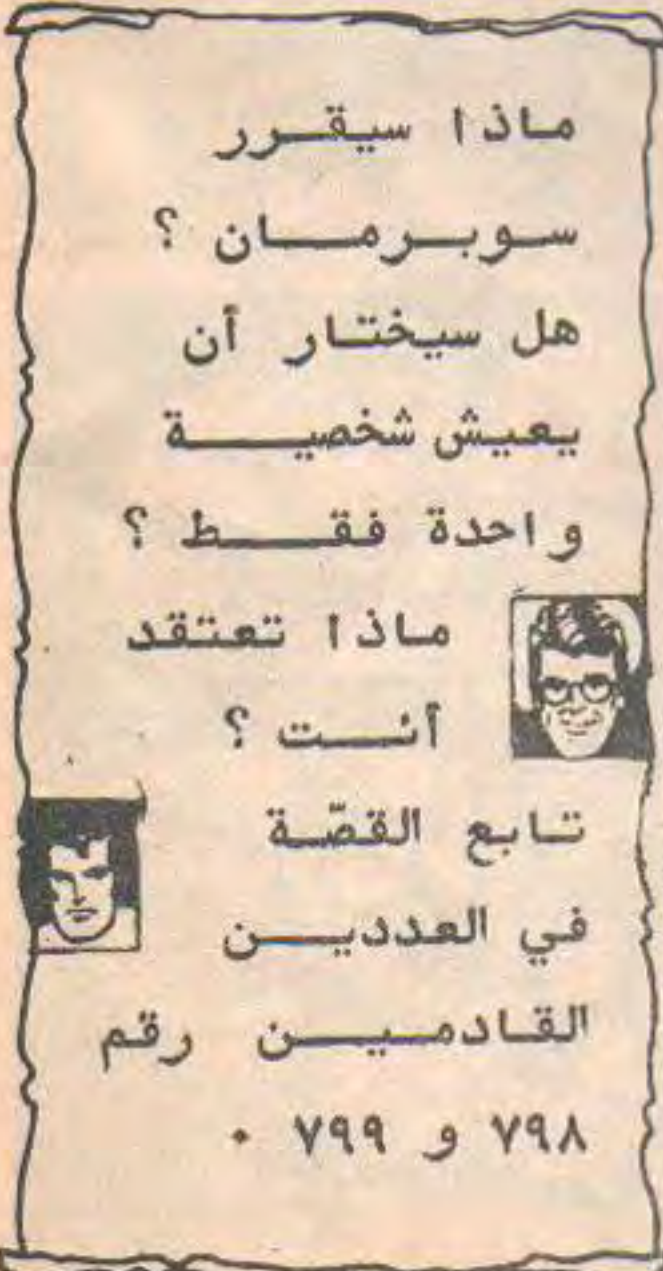 ماذا سيقرر
سوبرمان ؟
هل سيختار أن
يعيش شخصية
واحدة فقط ؟
ماذا تعتقد
أنت ؟
تابع القصّة
في العددين
القادمين رقم
٧٩٨ و ٧٩٩ .